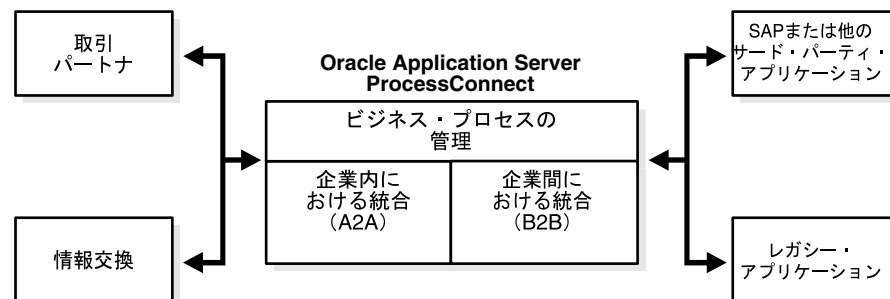 取引
パートナ
Oracle Application Server
ProcessConnect
SAPまたは他の
サード・パーティ・
アプリケーション
ビジネス・プロセスの
管理
企業内に
おける統合
(A2A)
企業間に
おける統合
(B2B)
情報交換
レガシー・
アプリケーション